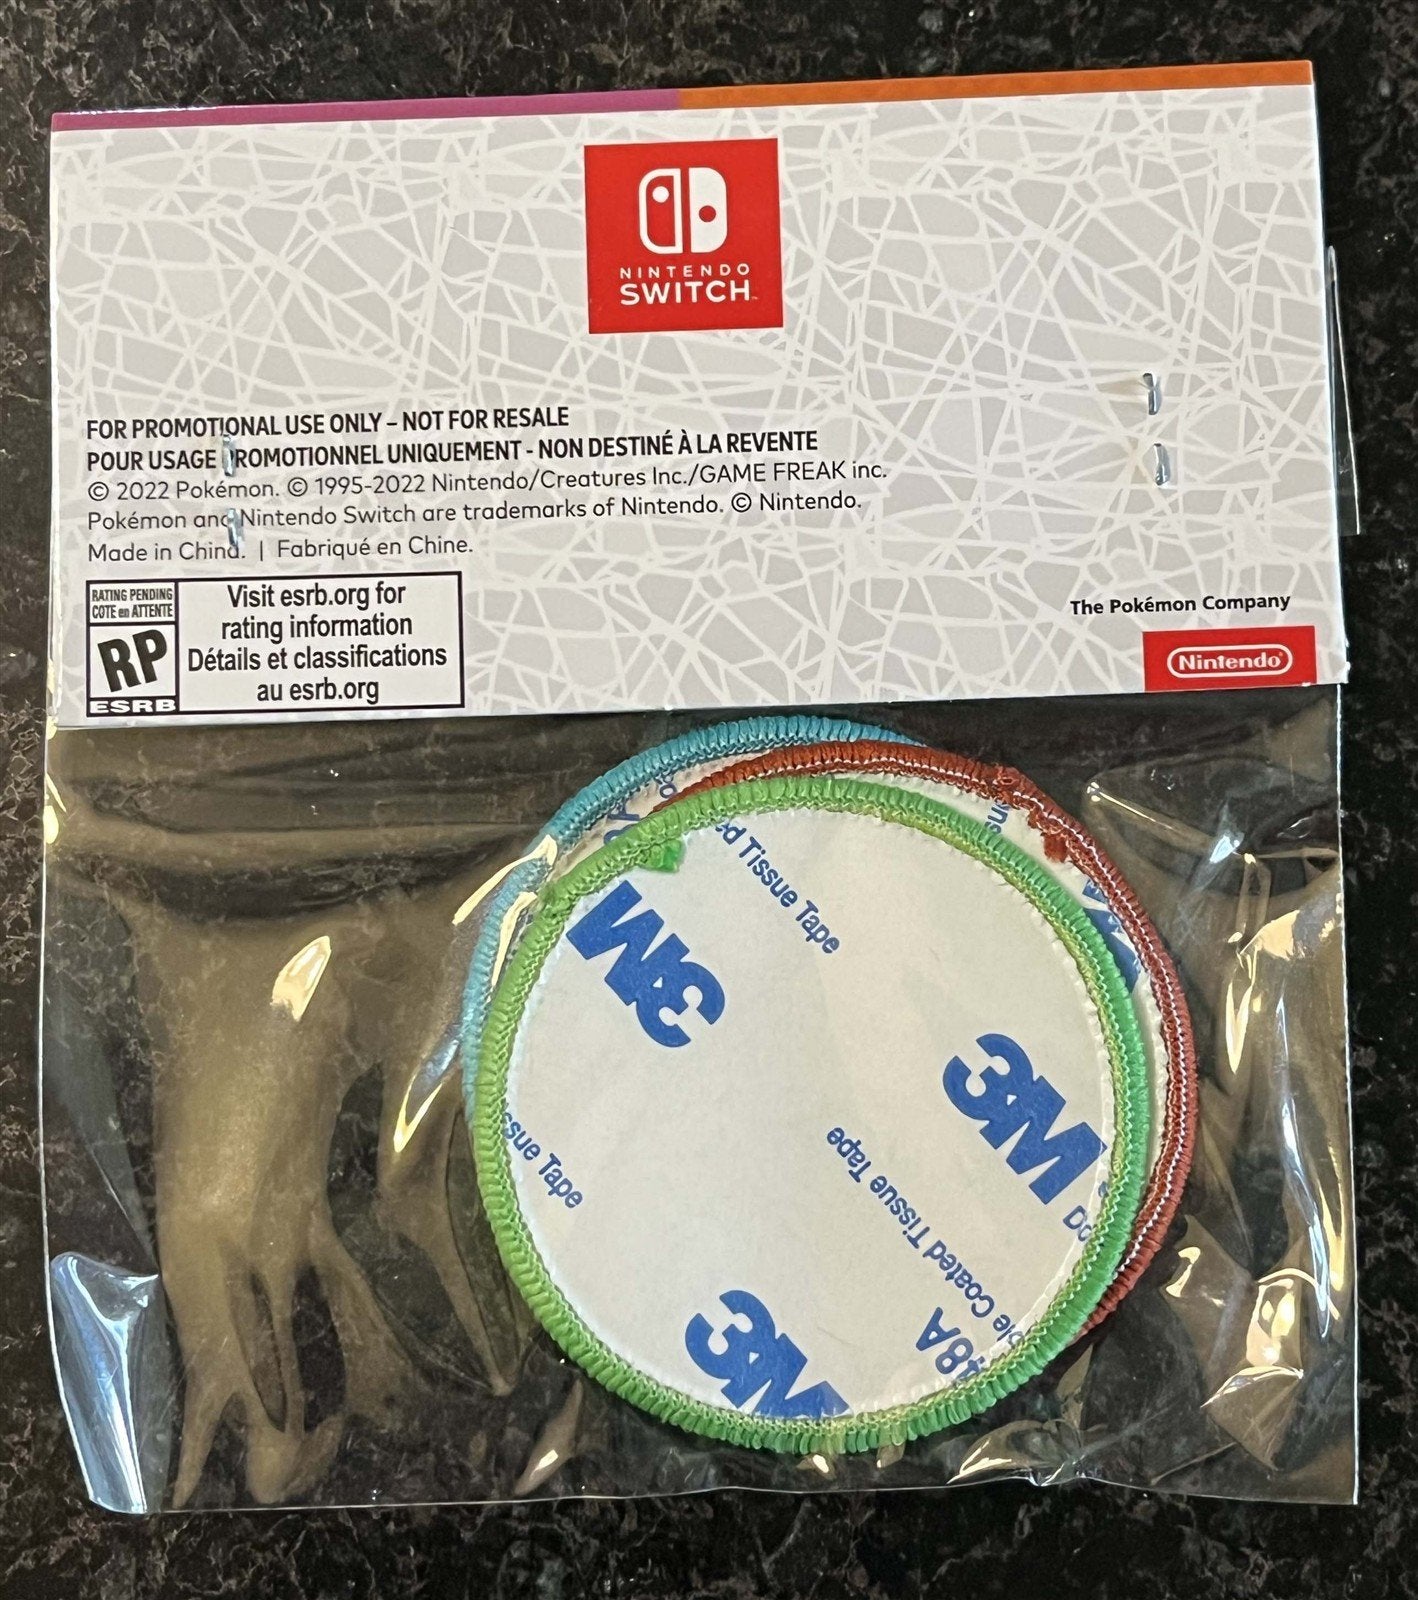 NINTENDO
SWITCH
FOR PROMOTIONAL USE ONLY – NOT FOR RESALE
POUR USAGE PROMOTIONNEL UNIQUEMENT - NON DESTINÉ À LA REVENTE
© 2022 Pokémon. © 1995-2022 Nintendo/Creatures Inc./GAME FREAK inc.
Pokémon and Nintendo Switch are trademarks of Nintendo. © Nintendo.
Made in China. | Fabriqué en Chine.
RATING PENDING
COTE en ATTENTE
RP
ESRB
Visit esrb.org for
rating information
Détails et classifications
au esrb.org
The Pokémon Company
Nintendo
Tissue Tape
3M
3M
Tissue Tape
Coated Tissue Tape
3M